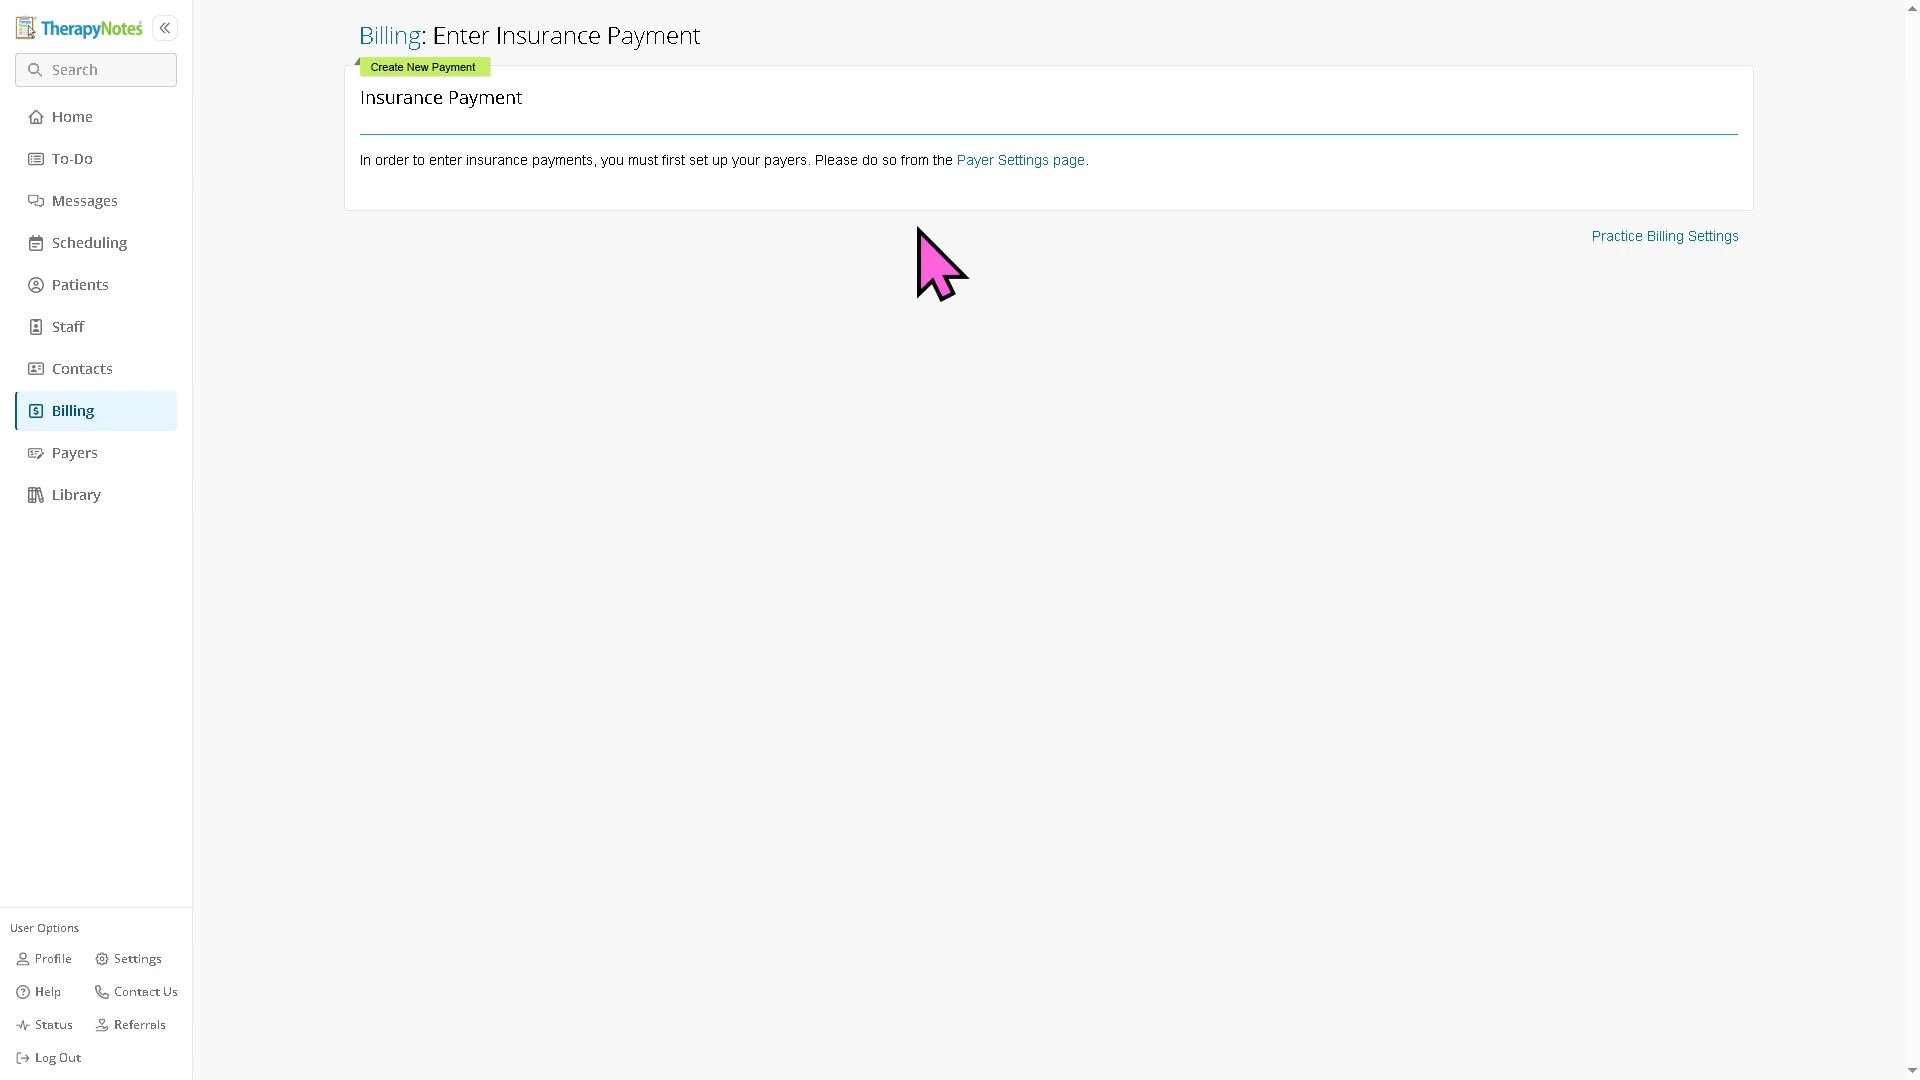 TherapyNotes
Search
Home
To-Do
Messages
Scheduling
Patients
Staff
Contacts
Billing
Payers
Library
User Options
Profile
Settings
Help
Contact Us
Status
Referrals
Log Out
Billing: Enter Insurance Payment
Create New Payment
Insurance Payment
In order to enter insurance payments, you must first set up your payers. Please do so from the Payer Settings page.
Practice Billing Settings